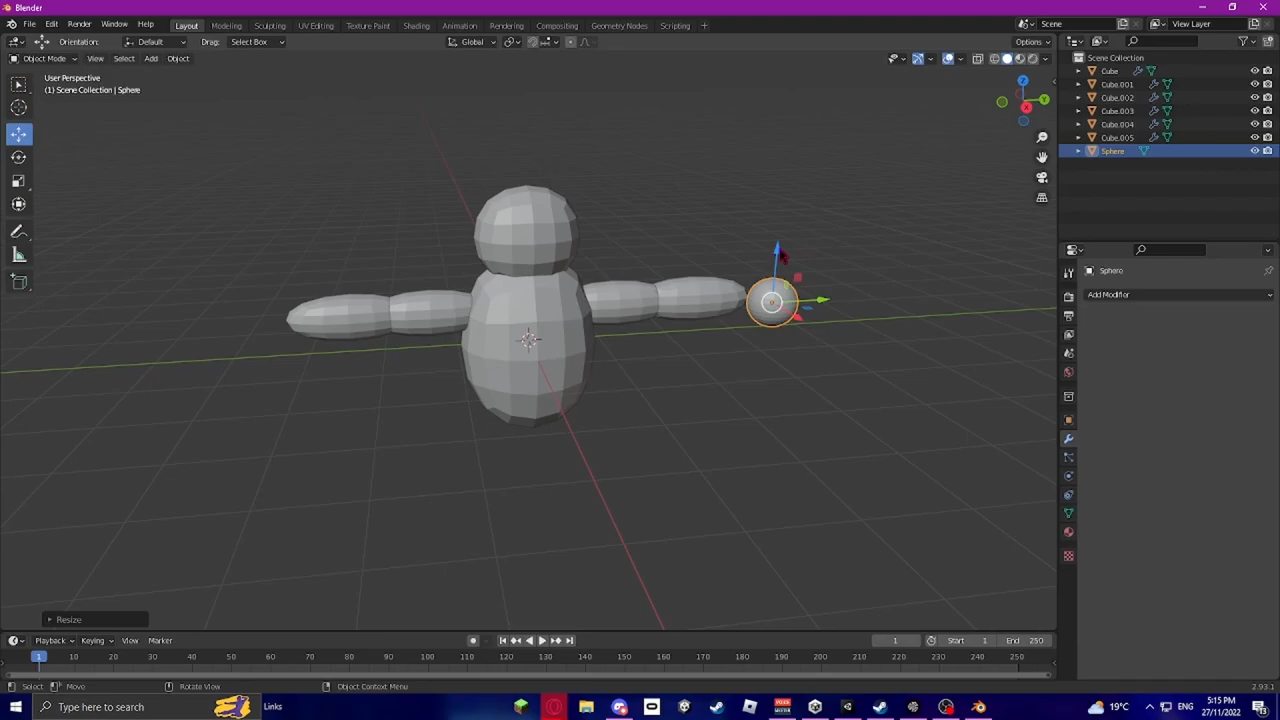 Blender
File Edit Render Window Help Layout Modeling Sculpting UV Editing Texture Paint Shading Animation Rendering Compositing Geometry Nodes Scripting + Scene View Layer
Orientation: Default Drag: Select Box Global Options
Object Mode View Select Add Object
User Perspective
(1) Scene Collection | Sphere
Scene Collection
Cube
Cube.001
Cube.002
Cube.003
Cube.004
Cube.005
Sphere
Z
Y
X
Sphere
Add Modifier
Resize
Playback Keying View Marker 1 Start 1 End 250
1 10 20 30 40 50 60 70 80 90 100 110 120 130 140 150 160 170 180 190 200 210 220 230 240 250
Select Move Rotate View Object Context Menu 2.93.1
Type here to search Links 19°C ENG 5:15 PM
27/11/2022